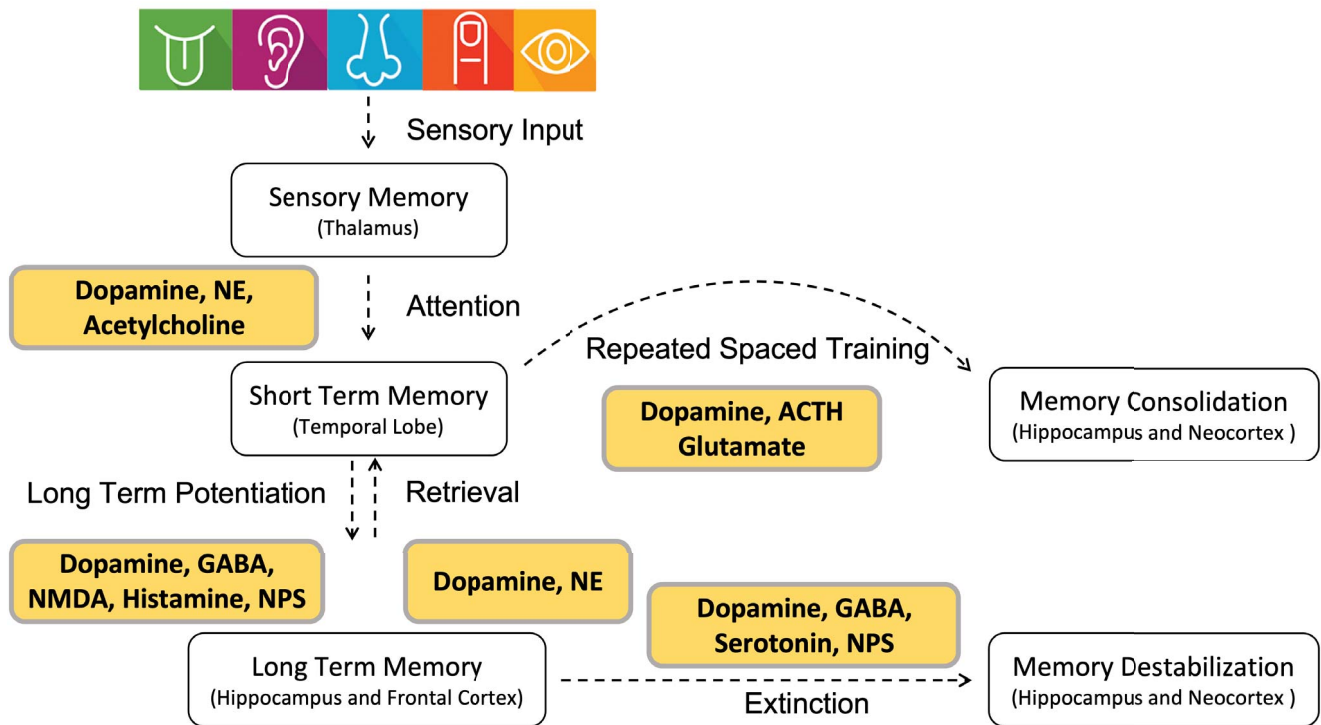 Sensory Input
Sensory Memory
(Thalamus)
Dopamine, NE,
Acetylcholine
Attention
Repeated Spaced Training
Short Term Memory
(Temporal Lobe)
Dopamine, ACTH
Glutamate
Memory Consolidation
(Hippocampus and Neocortex )
Long Term Potentiation
Retrieval
Dopamine, GABA,
NMDA, Histamine, NPS
Dopamine, NE
Dopamine, GABA,
Serotonin, NPS
Long Term Memory
(Hippocampus and Frontal Cortex)
Extinction
Memory Destabilization
(Hippocampus and Neocortex )